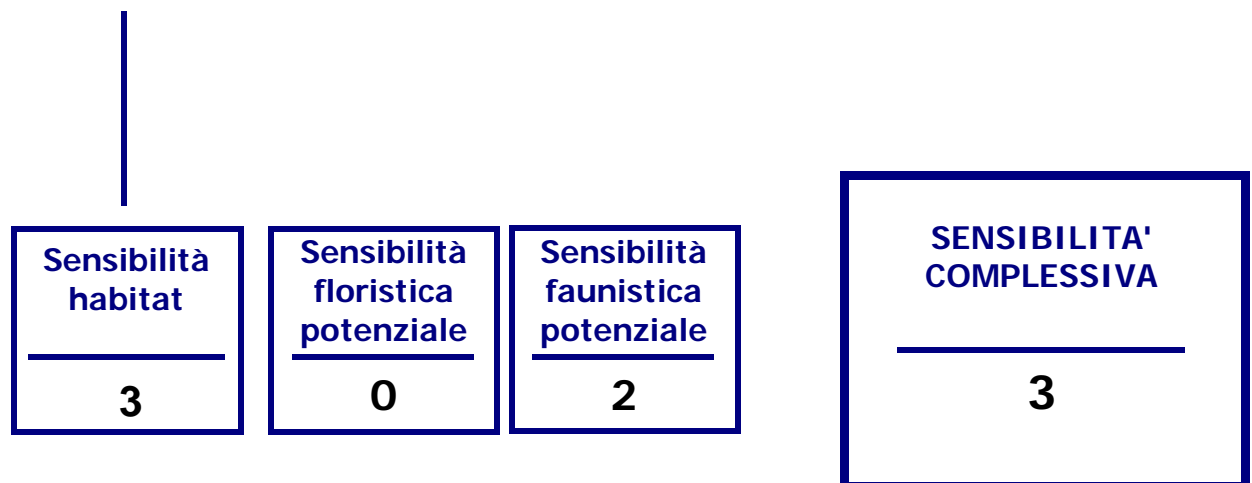 Sensibilità
habitat
3
Sensibilità
floristica
potenziale
0
Sensibilità
faunistica
potenziale
2
SENSIBILITA'
COMPLESSIVA
3